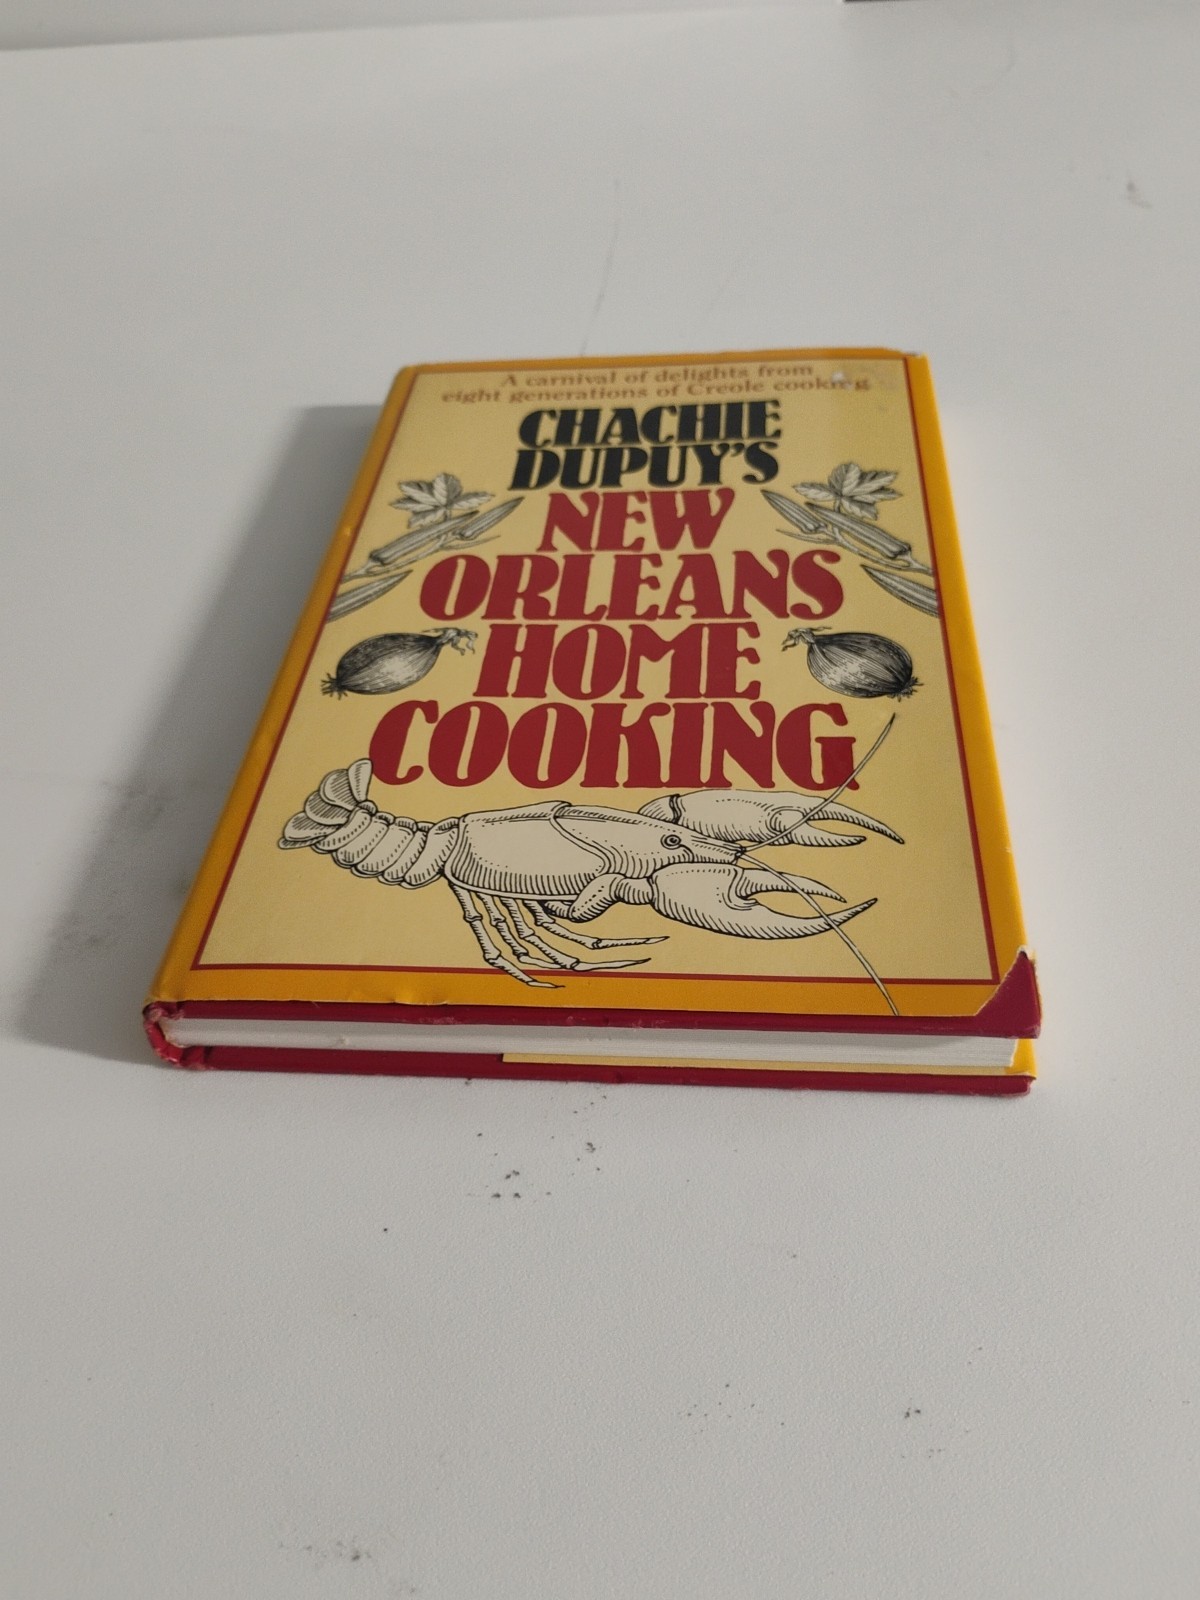 A carnival of delights from
eight generations of Creole cooking
CHACHIE
DUPUY'S
NEW
ORLEANS
HOME
COOKING